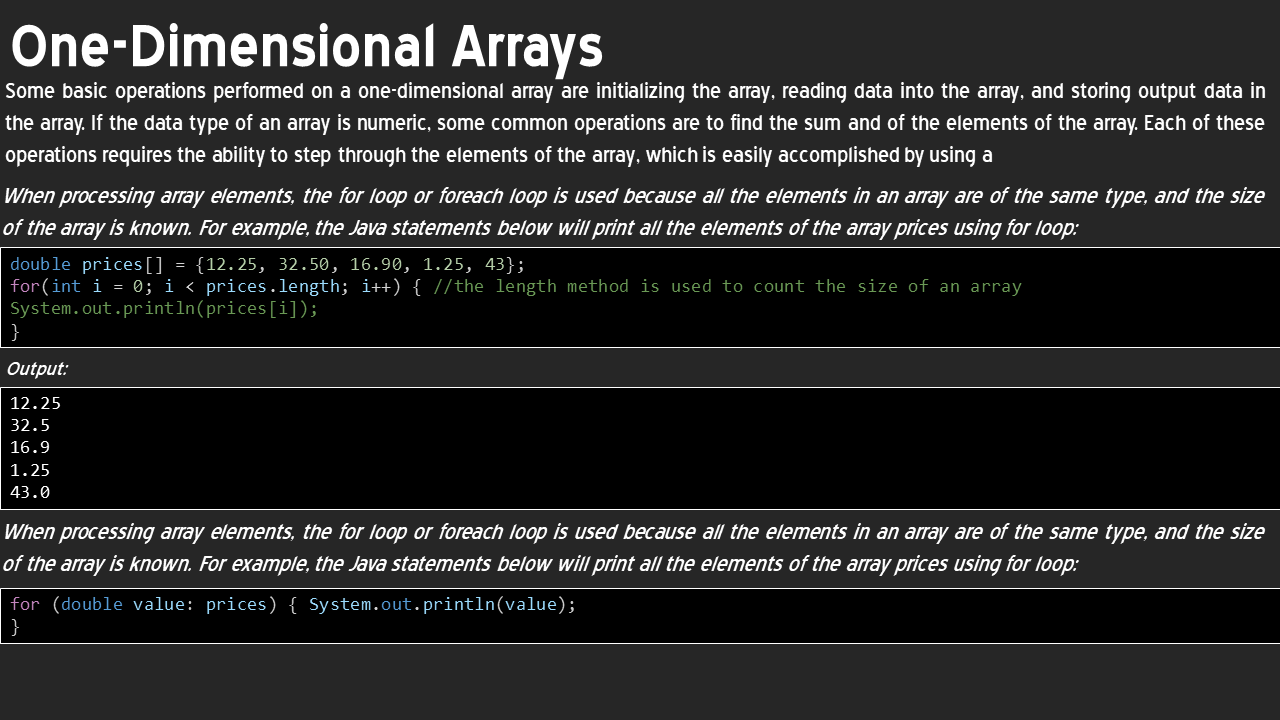 One-Dimensional Arrays
Some basic operations performed on a one-dimensional array are initializing the array, reading data into the array, and storing output data in
the array. If the data type of an array is numeric, some common operations are to find the sum and of the elements of the array. Each of these
operations requires the ability to step through the elements of the array, which is easily accomplished by using a
When processing array elements, the for loop or foreach loop is used because all the elements in an array are of the same type, and the size
of the array is known. For example, the Java statements below will print all the elements of the array prices using for loop:
double prices[] = {12.25, 32.50, 16.90, 1.25, 43};
for(int i = 0; i < prices.length; i++) { //the length method is used to count the size of an array
System.out.println(prices[i]);
}
Output:
12.25
32.5
16.9
1.25
43.0
When processing array elements, the for loop or foreach loop is used because all the elements in an array are of the same type, and the size
of the array is known. For example, the Java statements below will print all the elements of the array prices using for loop:
for (double value: prices) { System.out.println(value);
}